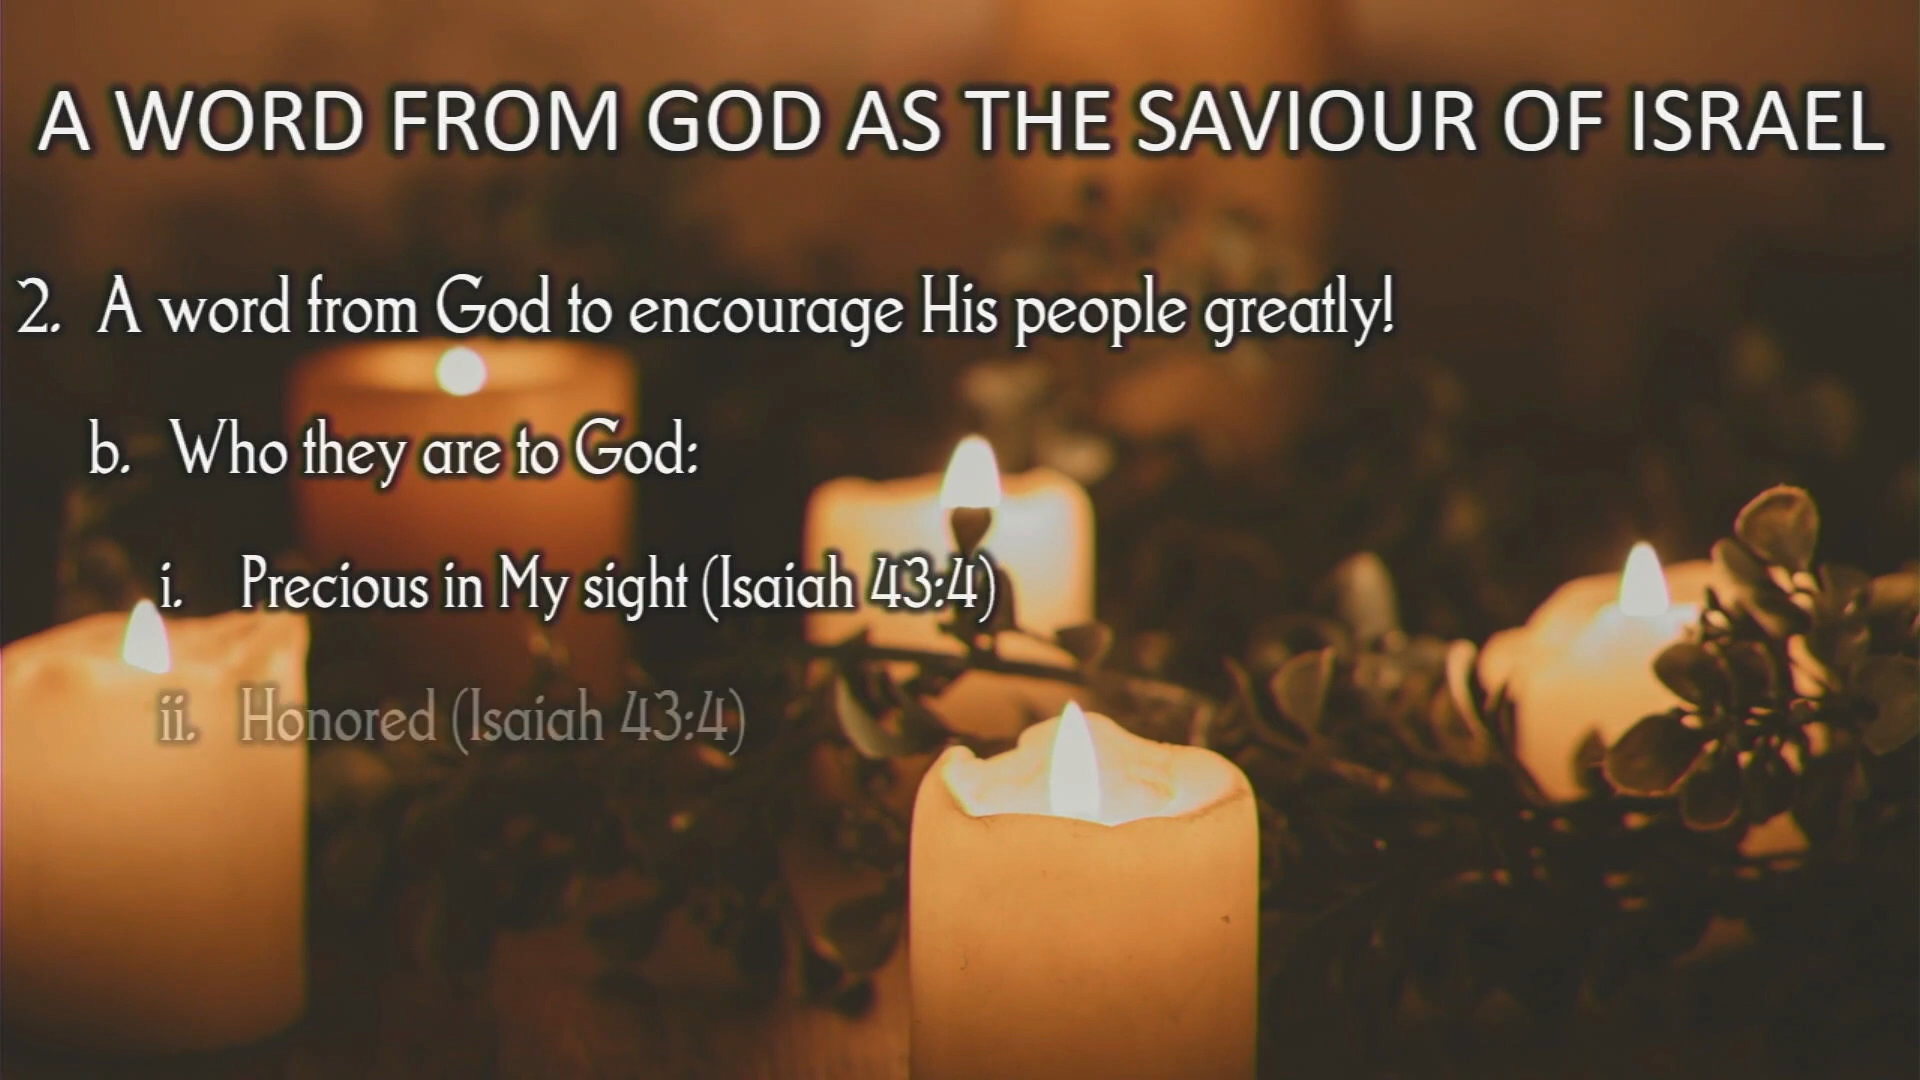 A WORD FROM GOD AS THE SAVIOUR OF ISRAEL
2. A word from God to encourage His people greatly!
b. Who they are to God:
i. Precious in My sight (Isaiah 43:4)
ii. Honored (Isaiah 43:4)